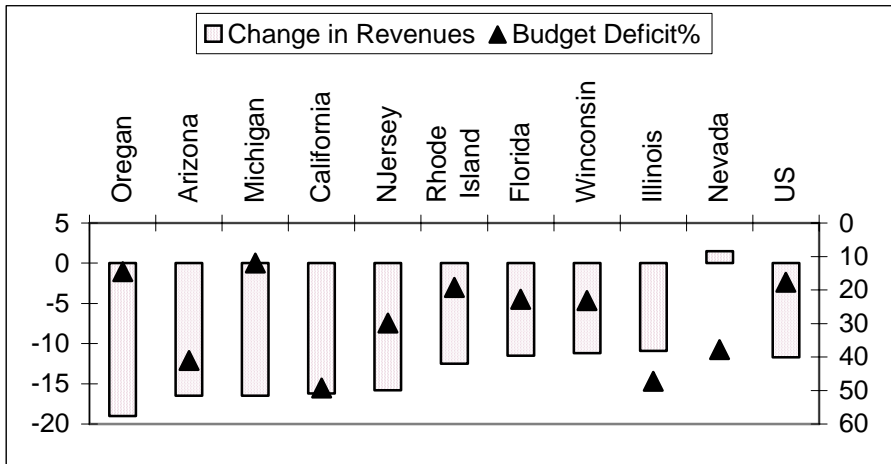 Change in Revenues Budget Deficit%
Oregan
Arizona
Michigan
California
NJersey
Rhode
Island
Florida
Winconsin
Illinois
Nevada
US
5
0
-5
-10
-15
-20
0
10
20
30
40
50
60